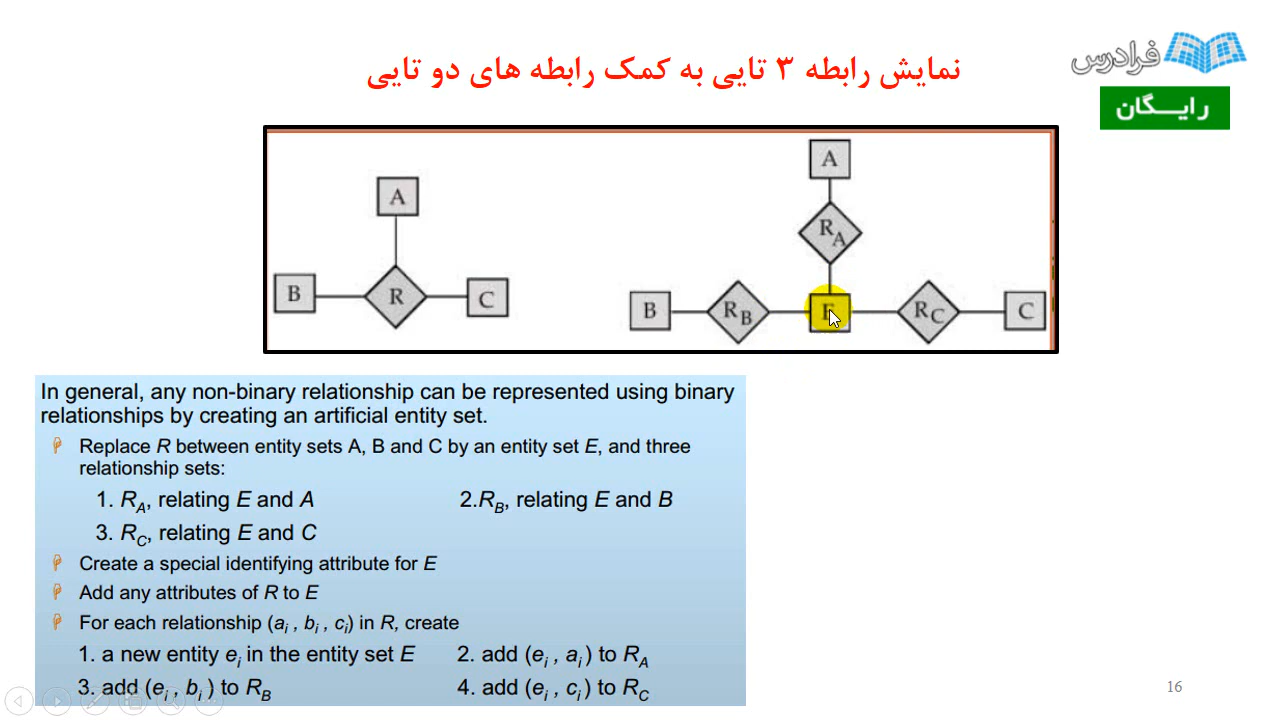 نمایش رابطه ۳ تایی به کمک رابطه های دو تایی
فرادرس
رایـــگان
A
B
R
C
A
R_A
B
R_B
E
R_C
C
In general, any non-binary relationship can be represented using binary
relationships by creating an artificial entity set.
Replace R between entity sets A, B and C by an entity set E, and three
relationship sets:
1. R_A, relating E and A 2.R_B, relating E and B
3. R_C, relating E and C
Create a special identifying attribute for E
Add any attributes of R to E
For each relationship (a_i , b_i , c_i) in R, create
1. a new entity e_i in the entity set E 2. add (e_i , a_i ) to R_A
3. add (e_i , b_i ) to R_B 4. add (e_i , c_i ) to R_C
16